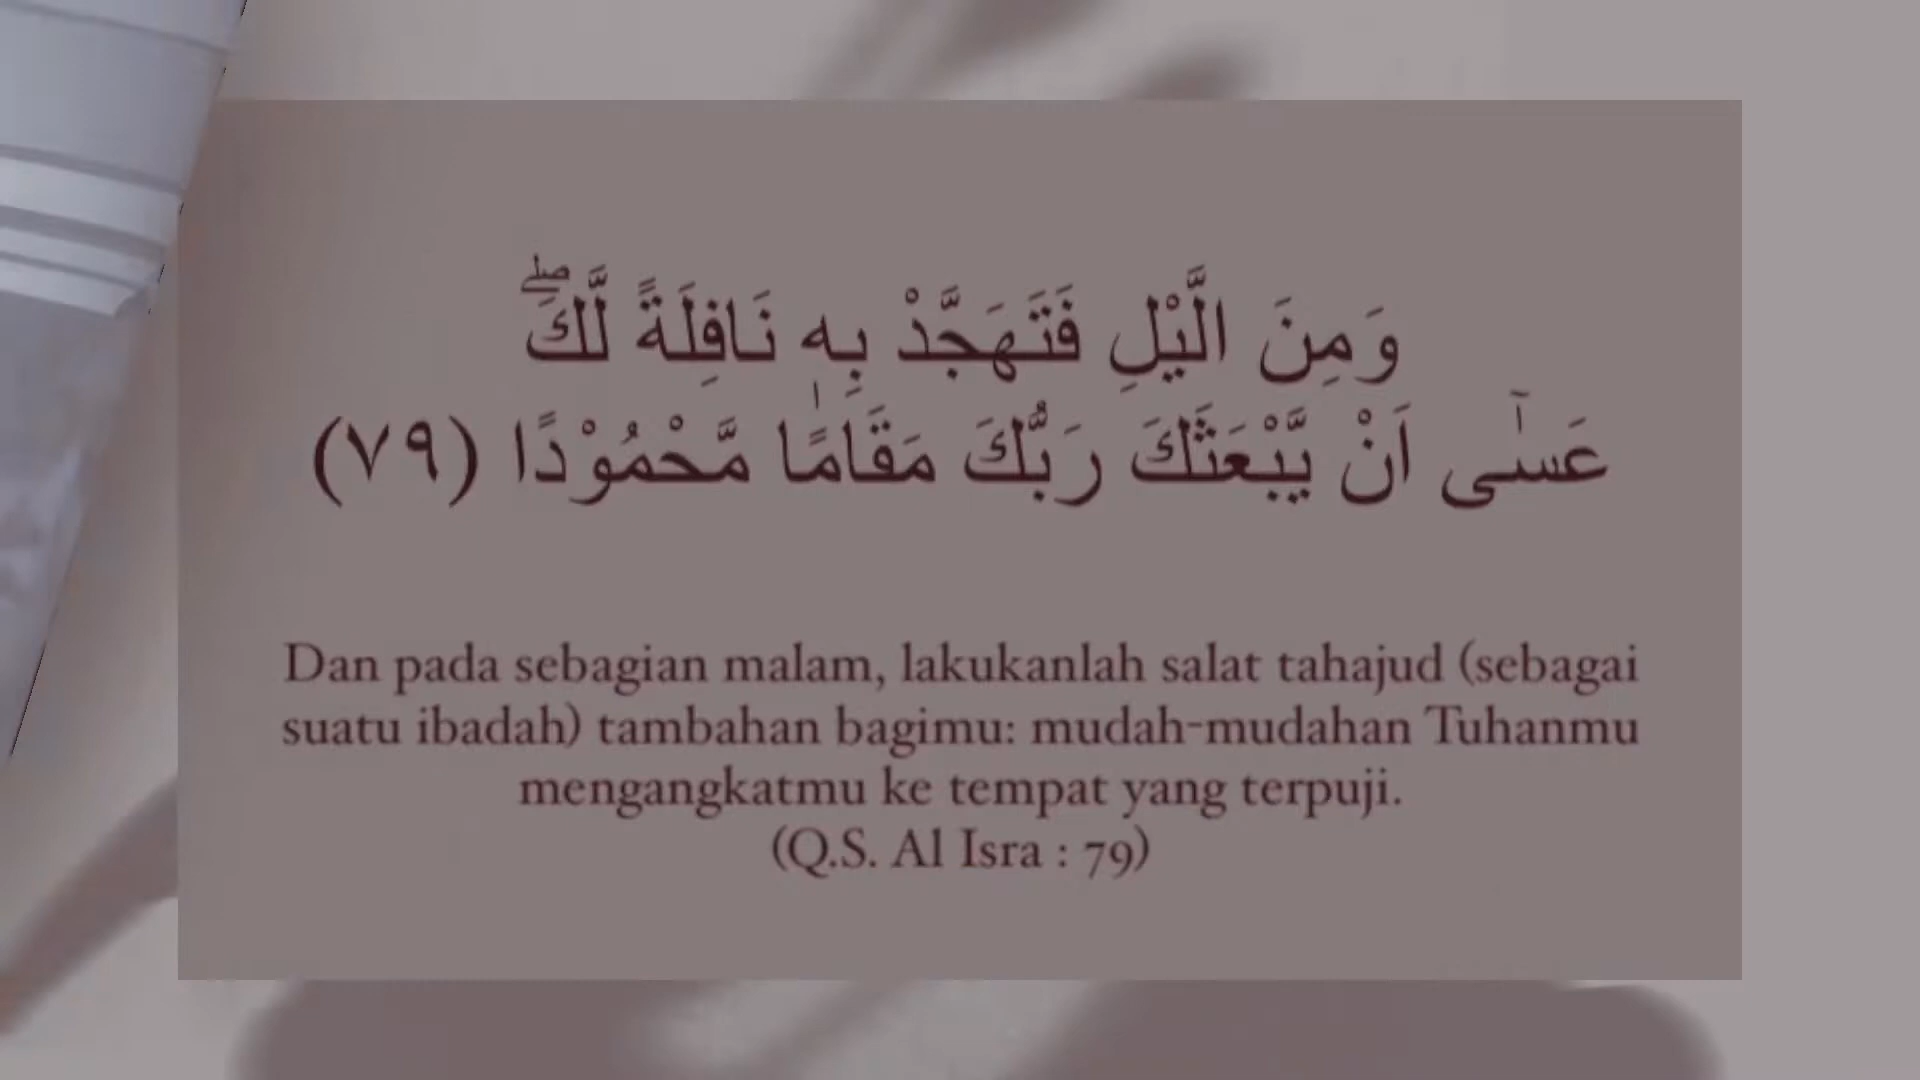 وَمِنَ الَّيْلِ فَتَهَجَّدْ بِهٖ نَافِلَةً لَّكَۖ
عَسٰٓى اَنْ يَّبْعَثَكَ رَبُّكَ مَقَامًا مَّحْمُوْدًا (٧٩)
Dan pada sebagian malam, lakukanlah salat tahajud (sebagai
suatu ibadah) tambahan bagimu: mudah-mudahan Tuhanmu
mengangkatmu ke tempat yang terpuji.
(Q.S. Al Isra : 79)